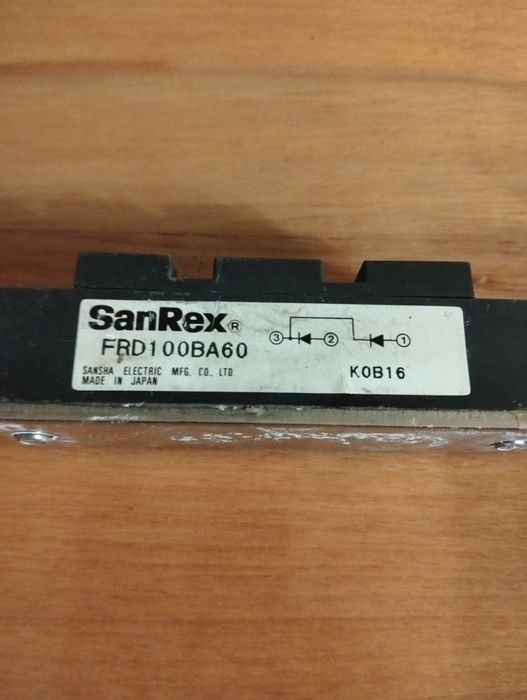 SanRex®
FRD100BA60
SANSHA ELECTRIC MFG. CO., LTD.
MADE IN JAPAN
③ ② ①
K0B16